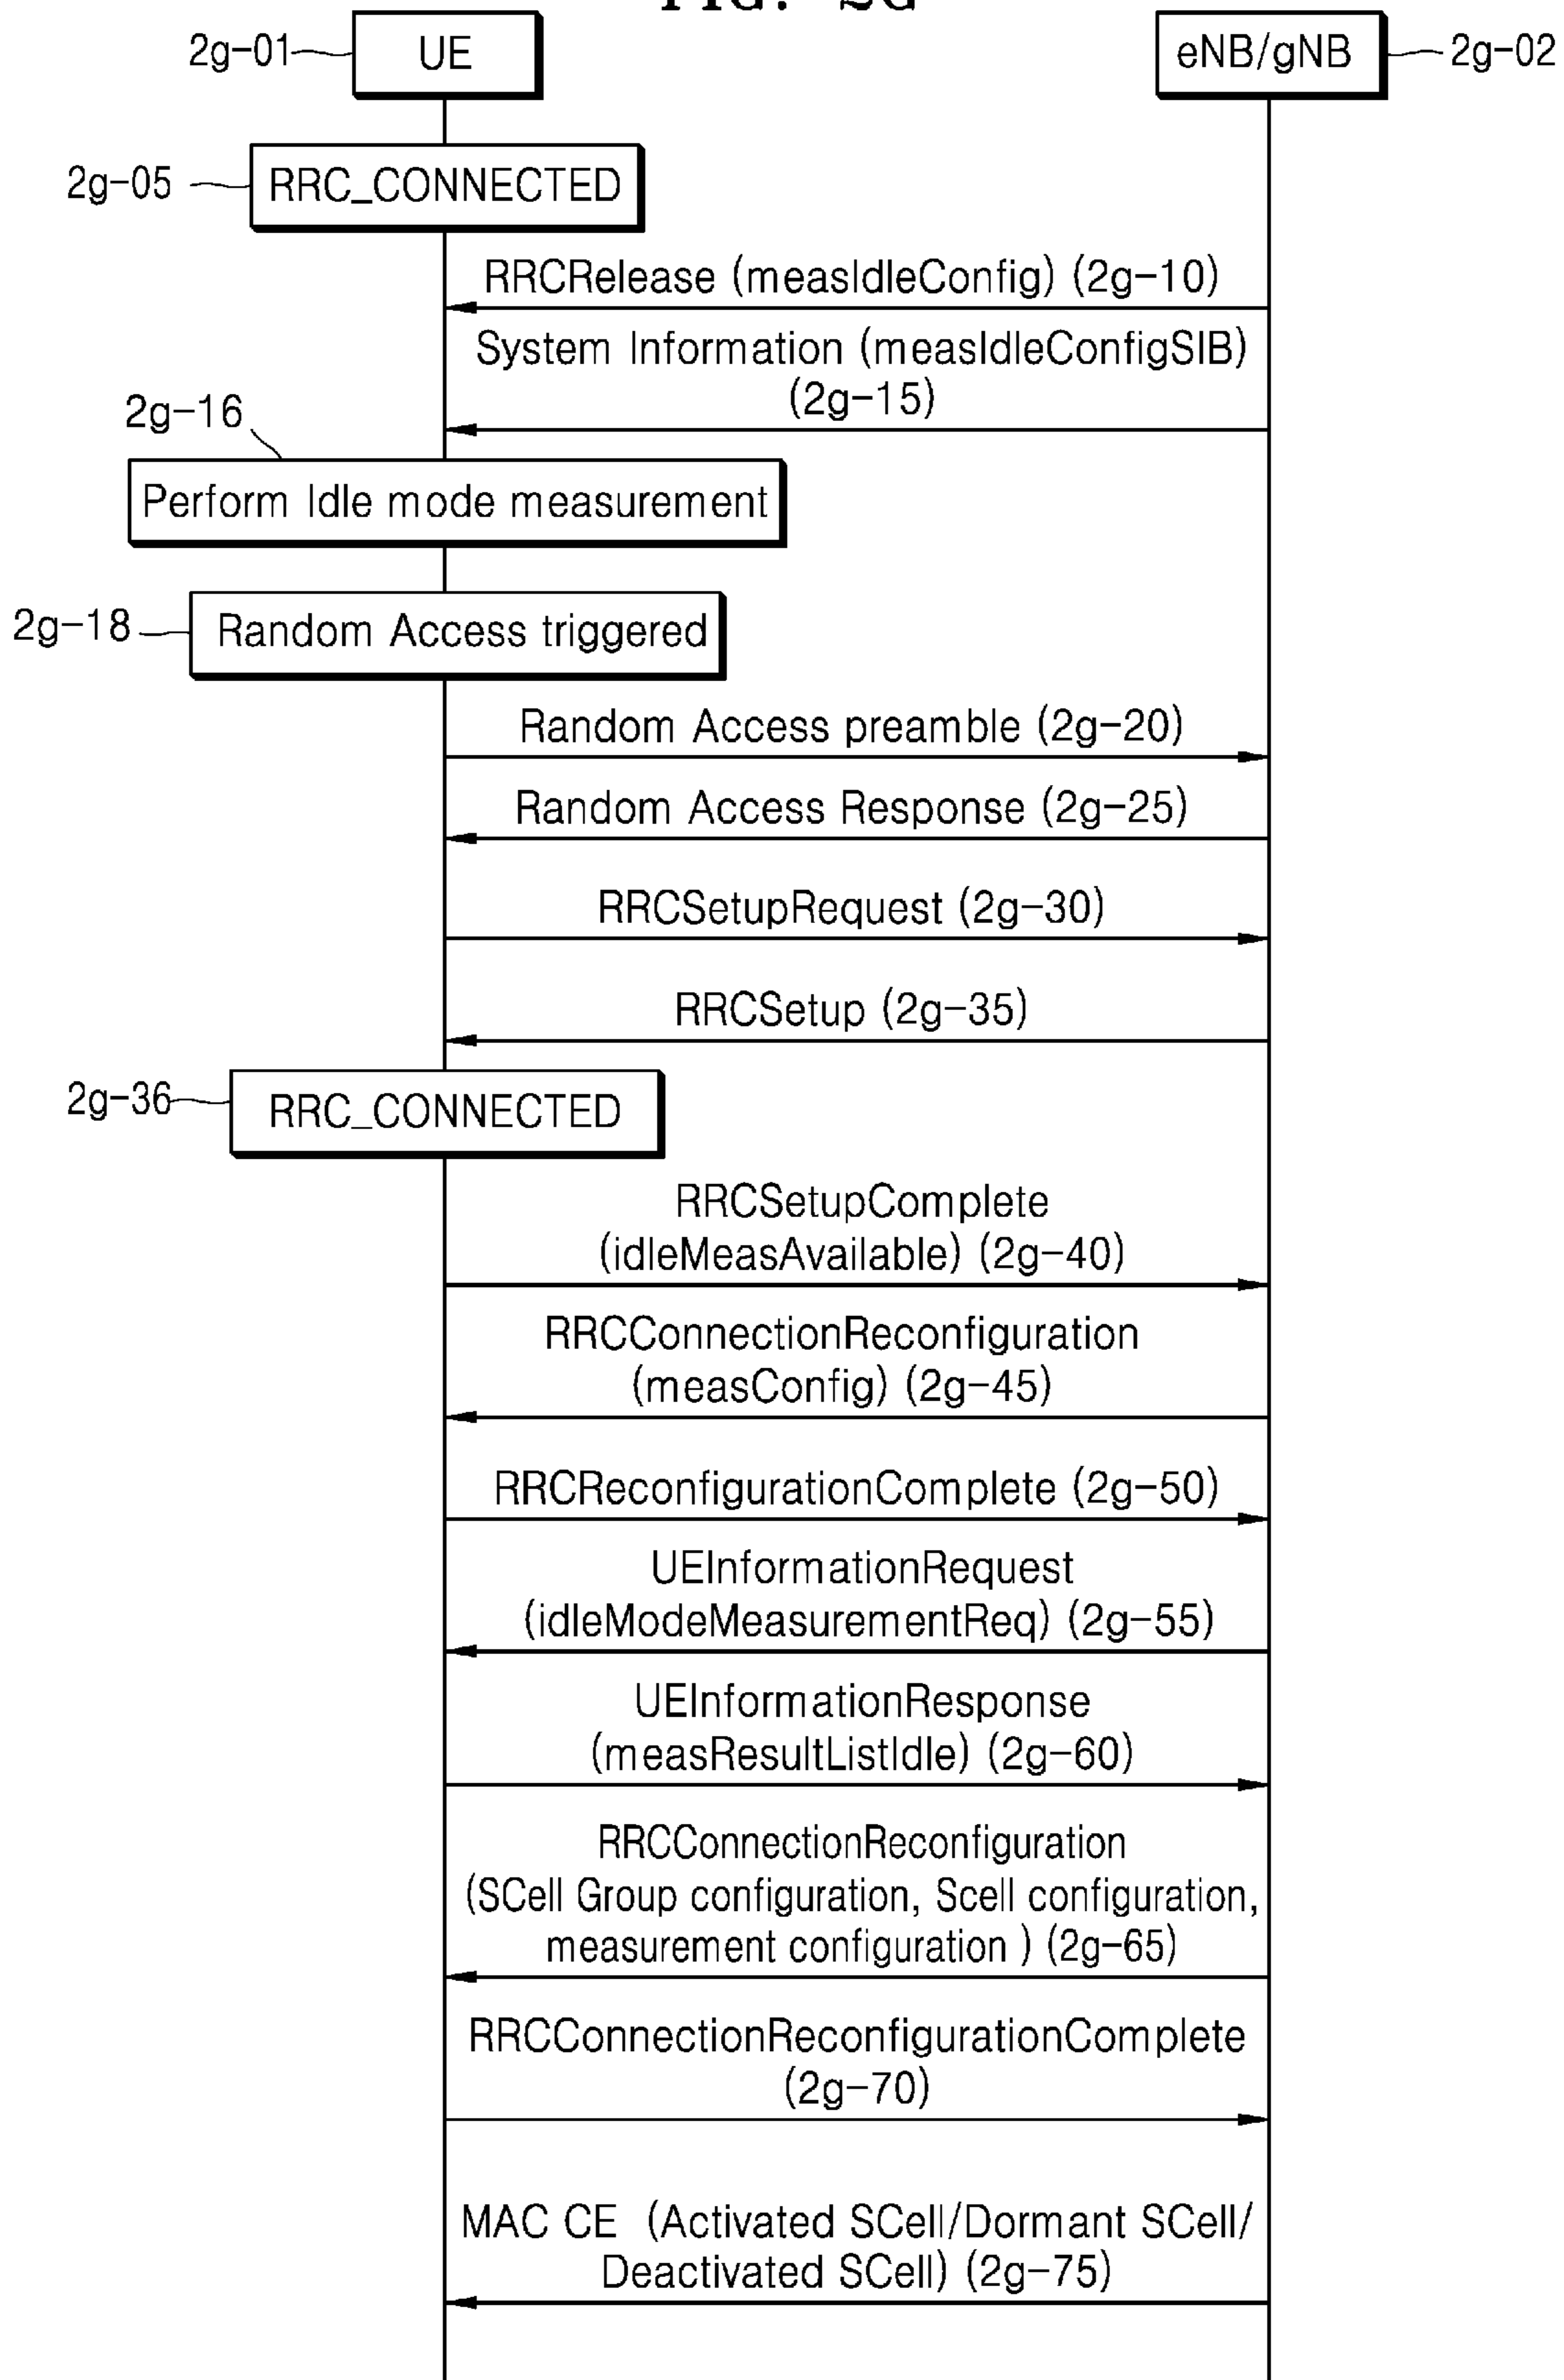 FIG. 2G
2g-01
UE
eNB/gNB
2g-02
2g-05
RRC_CONNECTED
RRCRelease (measIdleConfig) (2g-10)
System Information (measIdleConfigSIB)
(2g-15)
2g-16
Perform Idle mode measurement
2g-18
Random Access triggered
Random Access preamble (2g-20)
Random Access Response (2g-25)
RRCSetupRequest (2g-30)
RRCSetup (2g-35)
2g-36
RRC_CONNECTED
RRCSetupComplete
(idleMeasAvailable) (2g-40)
RRCConnectionReconfiguration
(measConfig) (2g-45)
RRCReconfigurationComplete (2g-50)
UEInformationRequest
(idleModeMeasurementReq) (2g-55)
UEInformationResponse
(measResultListIdle) (2g-60)
RRCConnectionReconfiguration
(SCell Group configuration, Scell configuration,
measurement configuration ) (2g-65)
RRCConnectionReconfigurationComplete
(2g-70)
MAC CE (Activated SCell/Dormant SCell/
Deactivated SCell) (2g-75)